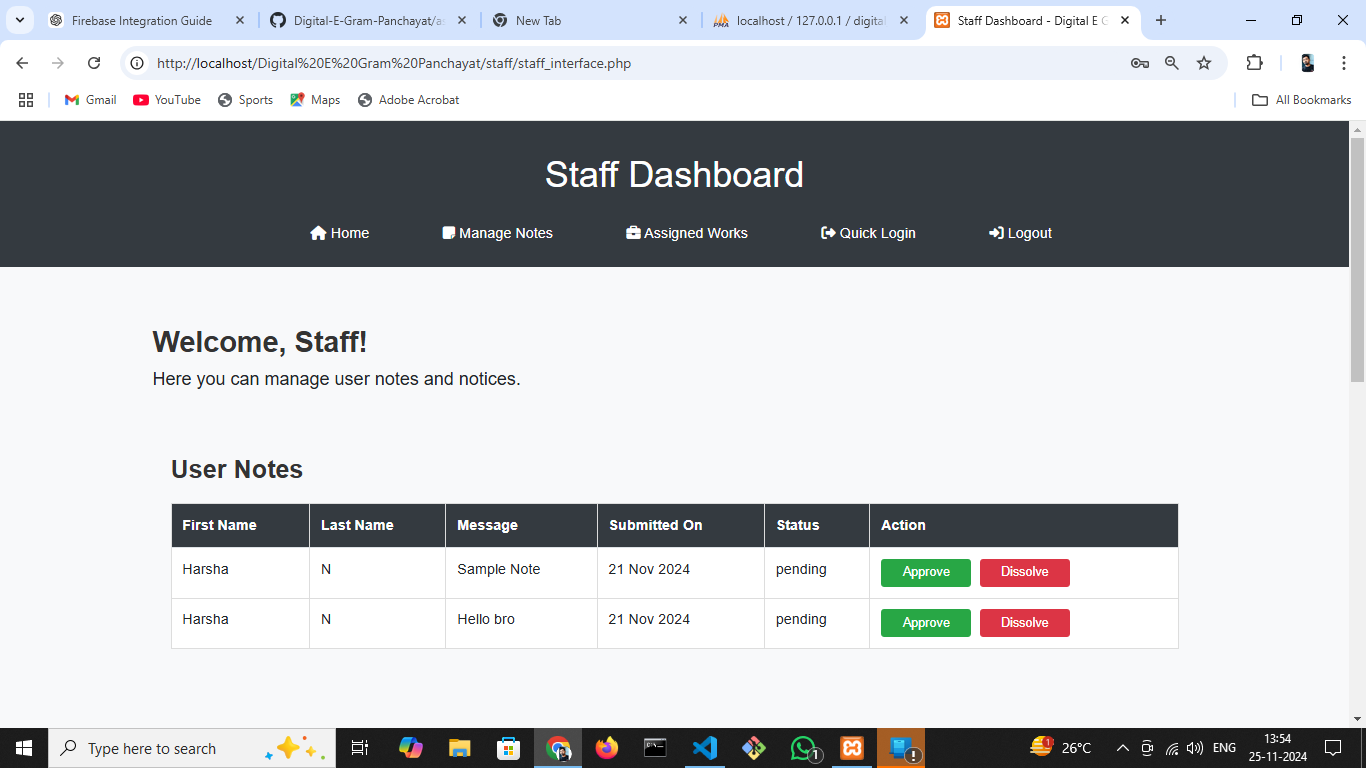 Firebase Integration Guide
Digital-E-Gram-Panchayat/as
New Tab
PMA
localhost / 127.0.0.1 / digital
Staff Dashboard - Digital E G
http://localhost/Digital%20E%20Gram%20Panchayat/staff/staff_interface.php
Gmail
YouTube
Sports
Maps
Adobe Acrobat
All Bookmarks
Staff Dashboard
Home
Manage Notes
Assigned Works
Quick Login
Logout
Welcome, Staff!
Here you can manage user notes and notices.
User Notes
First Name Last Name Message Submitted On Status Action
Harsha N Sample Note 21 Nov 2024 pending Approve Dissolve
Harsha N Hello bro 21 Nov 2024 pending Approve Dissolve
Type here to search
1
1
26°C
ENG
13:54
25-11-2024